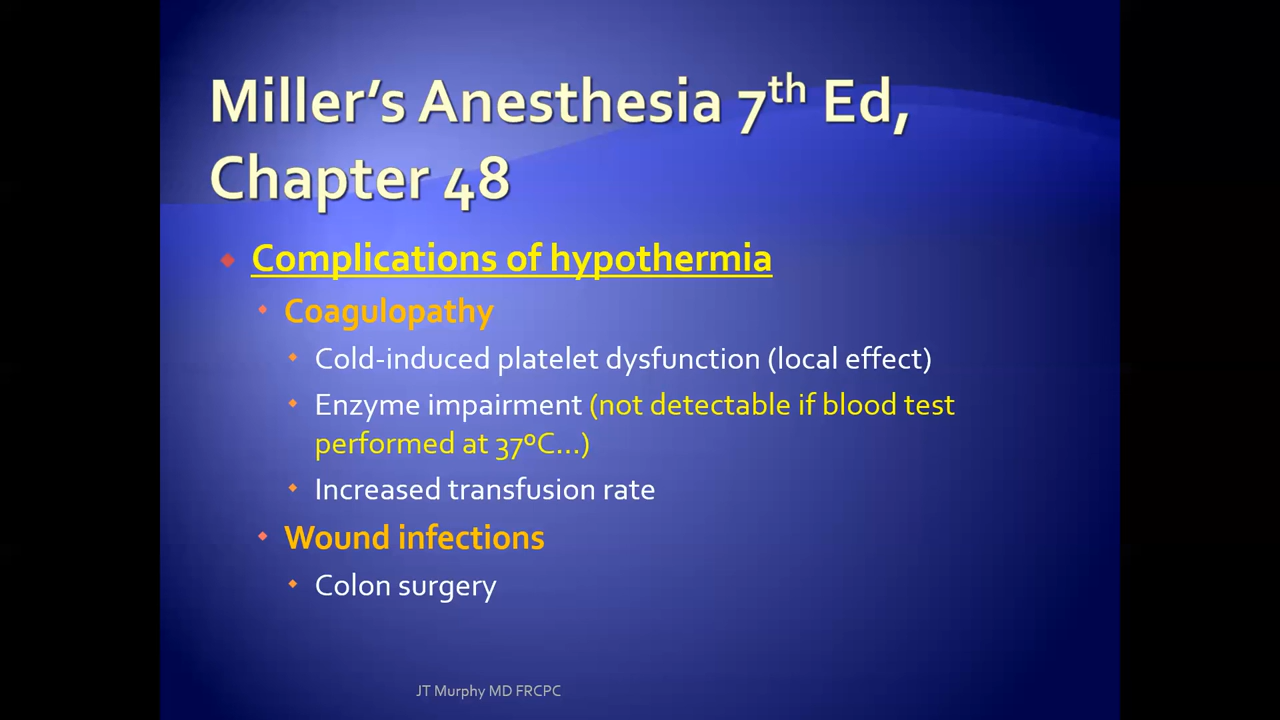 Miller's Anesthesia 7th Ed,
Chapter 48
Complications of hypothermia
Coagulopathy
Cold-induced platelet dysfunction (local effect)
Enzyme impairment (not detectable if blood test
performed at 37ºC...)
Increased transfusion rate
Wound infections
Colon surgery
JT Murphy MD FRCPC